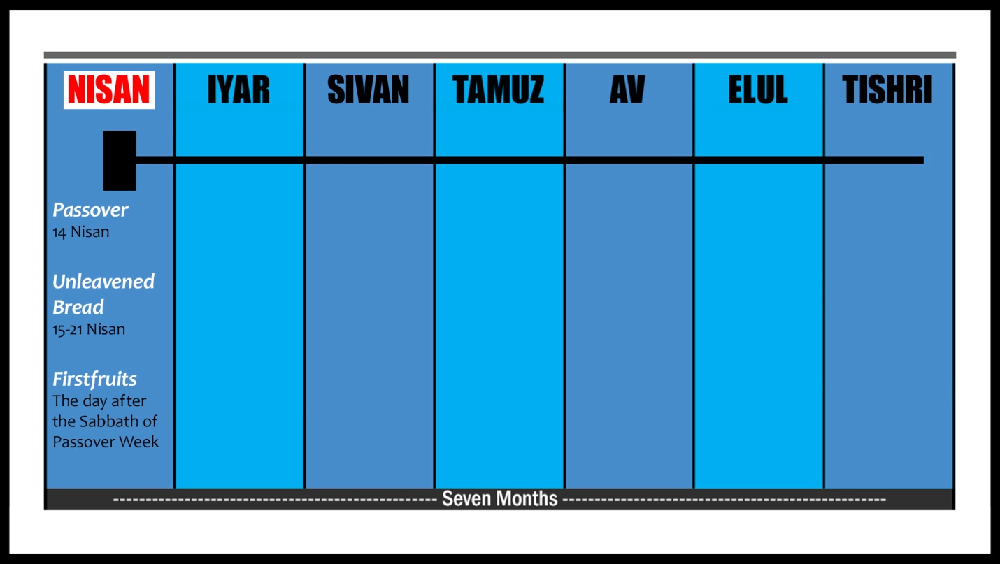 NISAN
IYAR
SIVAN
TAMUZ
AV
ELUL
TISHRI
Passover
14 Nisan
Unleavened
Bread
15-21 Nisan
Firstfruits
The day after
the Sabbath of
Passover Week
Seven Months